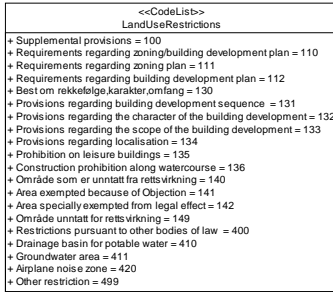 <<CodeList>>
LandUseRestrictions
+ Supplemental provisions = 100
+ Requirements regarding zoning/building development plan = 110
+ Requirements regarding zoning plan = 111
+ Requirements regarding building development plan = 112
+ Best om rekkefølge,karakter,omfang = 130
+ Provisions regarding building development sequence = 131
+ Provisions regarding the character of the building development = 132
+ Provisions regarding the scope of the building development = 133
+ Provisions regarding localisation = 134
+ Prohibition on leisure buildings = 135
+ Construction prohibition along watercourse = 136
+ Område som er unntatt fra rettsvirkning = 140
+ Area exempted because of Objection = 141
+ Area specially exempted from legal effect = 142
+ Område unntatt for rettsvirkning = 149
+ Restrictions pursuant to other bodies of law = 400
+ Drainage basin for potable water = 410
+ Groundwater area = 411
+ Airplane noise zone = 420
+ Other restriction = 499